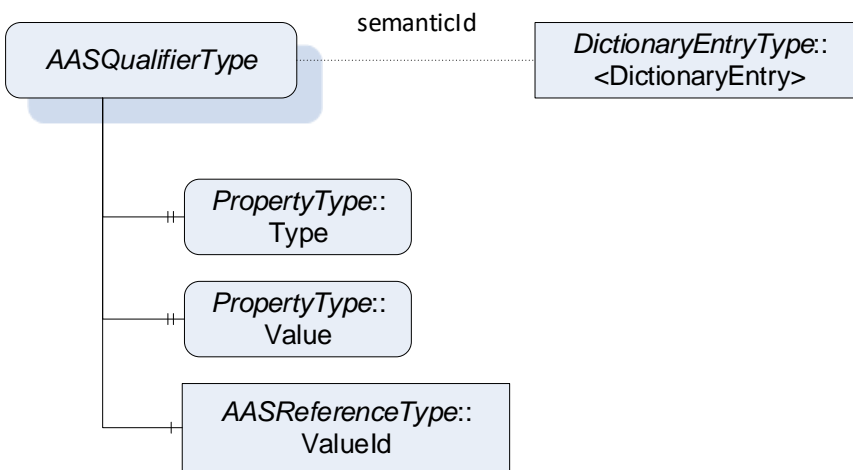 semanticId
AASQualifierType
DictionaryEntryType::
<DictionaryEntry>
PropertyType::
Type
PropertyType::
Value
AASReferenceType::
ValueId